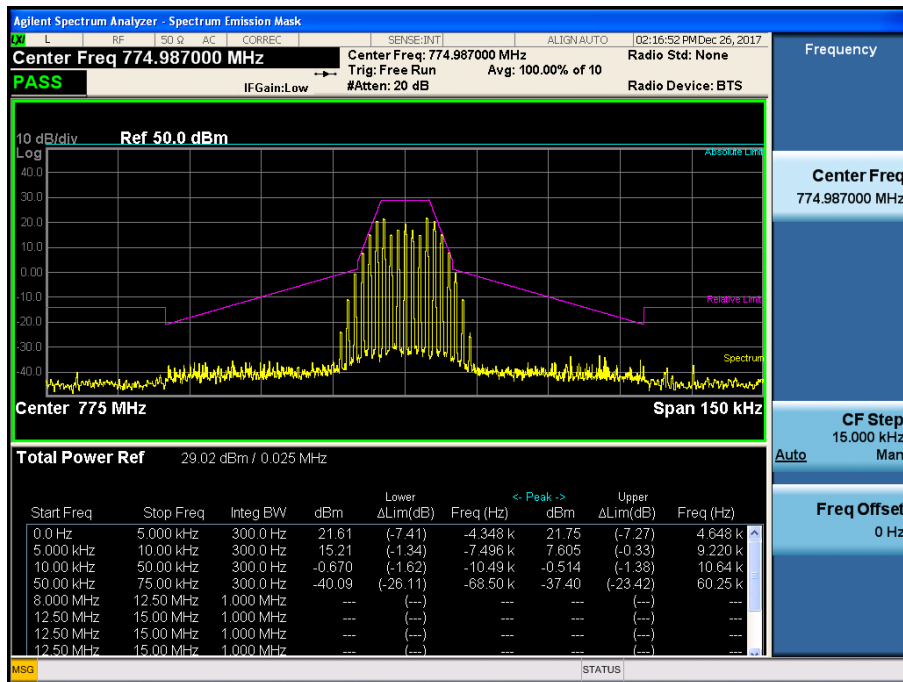 Agilent Spectrum Analyzer - Spectrum Emission Mask
LXI L RF 50 Ω AC CORREC SENSE:INT ALIGN AUTO 02:16:52 PM Dec 26, 2017
Center Freq 774.987000 MHz
Center Freq: 774.987000 MHz
Radio Std: None
Trig: Free Run Avg: 100.00% of 10
PASS
IFGain:Low
#Atten: 20 dB
Radio Device: BTS
10 dB/div Ref 50.0 dBm
Log
Absolute Limit
40.0
30.0
20.0
10.0
0.00
-10.0
Relative Limit
-20.0
-30.0
Spectrum
-40.0
Center 775 MHz Span 150 kHz
Total Power Ref 29.02 dBm / 0.025 MHz
Lower <- Peak -> Upper
Start Freq Stop Freq Integ BW dBm ΔLim(dB) Freq (Hz) dBm ΔLim(dB) Freq (Hz)
0.0 Hz 5.000 kHz 300.0 Hz 21.61 (-7.41) -4.348 k 21.75 (-7.27) 4.648 k
5.000 kHz 10.00 kHz 300.0 Hz 15.21 (-1.34) -7.496 k 7.605 (-0.33) 9.220 k
10.00 kHz 50.00 kHz 300.0 Hz -0.670 (-1.62) -10.49 k -0.514 (-1.38) 10.64 k
50.00 kHz 75.00 kHz 300.0 Hz -40.09 (-26.11) -68.50 k -37.40 (-23.42) 60.25 k
8.000 MHz 12.50 MHz 1.000 MHz --- (---) --- --- (---) ---
12.50 MHz 15.00 MHz 1.000 MHz --- (---) --- --- (---) ---
12.50 MHz 15.00 MHz 1.000 MHz --- (---) --- --- (---) ---
12.50 MHz 15.00 MHz 1.000 MHz --- (---) --- --- (---) ---
MSG STATUS
Frequency
Center Freq
774.987000 MHz
CF Step
15.000 kHz
Auto Man
Freq Offset
0 Hz